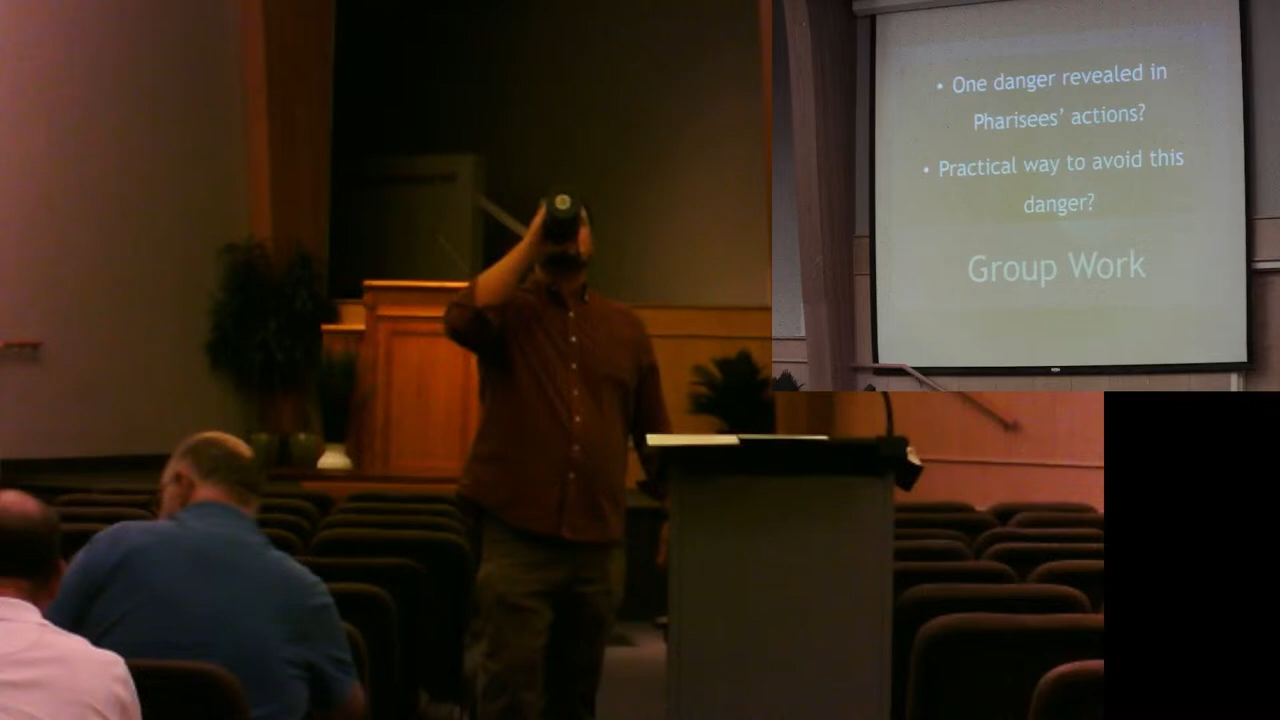 • One danger revealed in
Pharisees' actions?
• Practical way to avoid this
danger?
Group Work